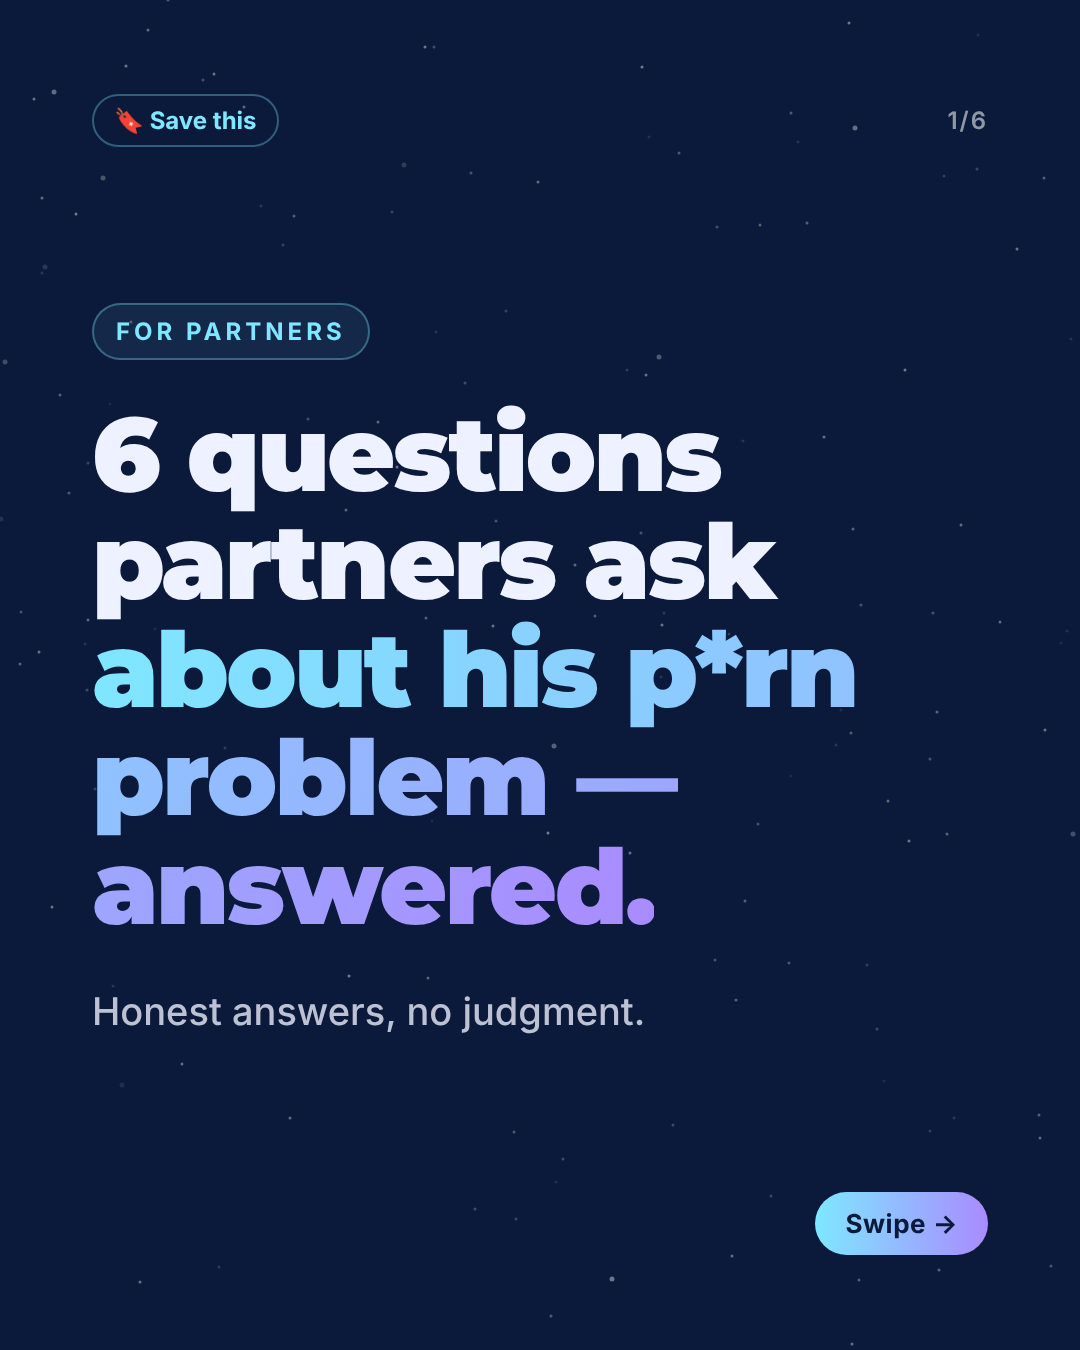 🔖 Save this
1/6
FOR PARTNERS
6 questions
partners ask
about his p*rn
problem —
answered.
Honest answers, no judgment.
Swipe →